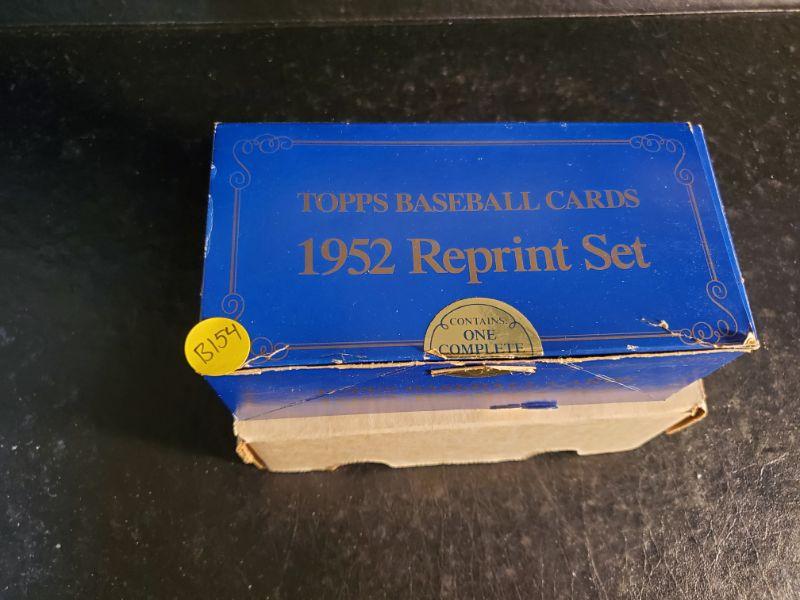 TOPPS BASEBALL CARDS
1952 Reprint Set
CONTAINS:
ONE
COMPLETE
B154